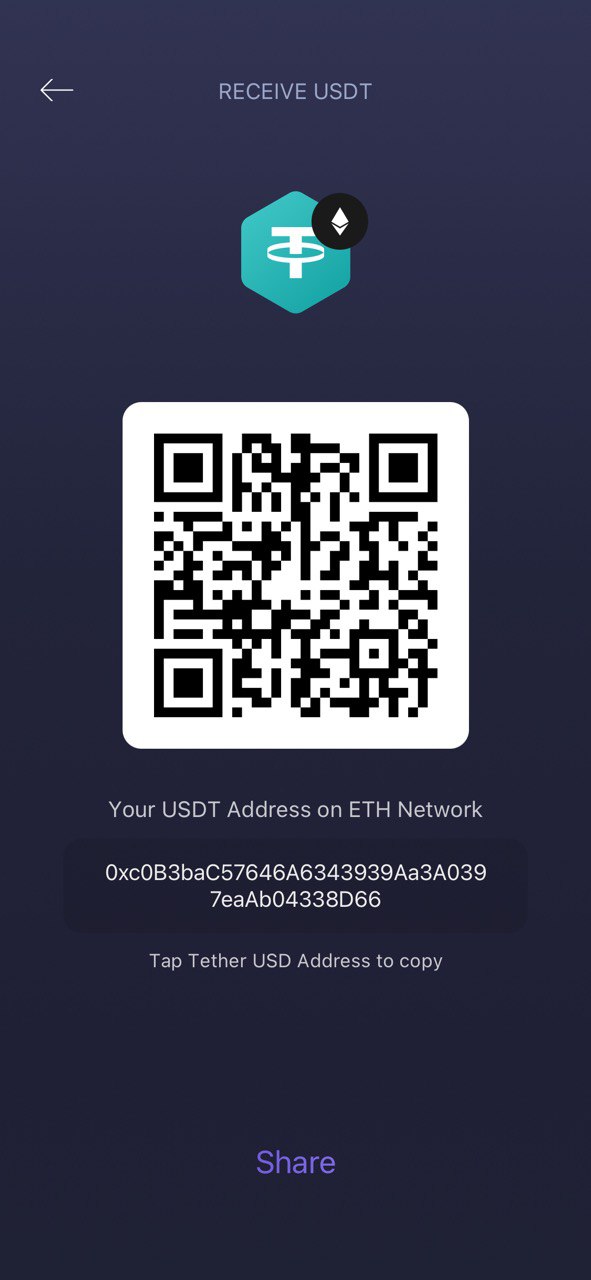 RECEIVE USDT
Your USDT Address on ETH Network
0xc0B3baC57646A6343939Aa3A039
7eaAb04338D66
Tap Tether USD Address to copy
Share